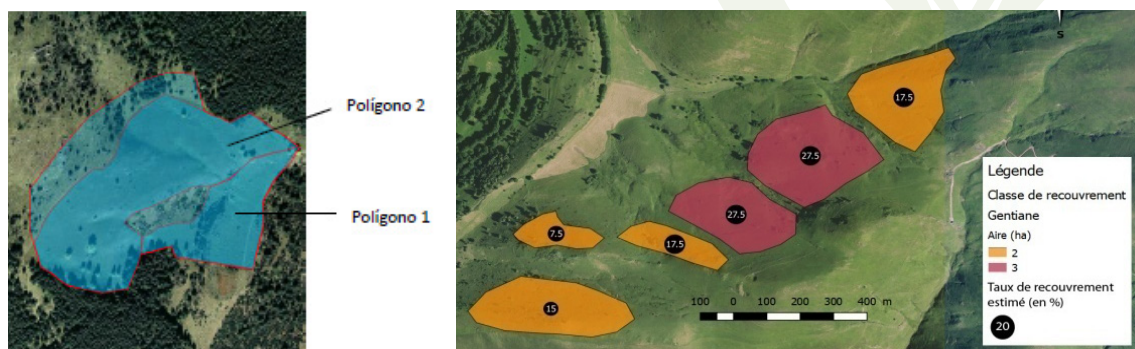 Polígono 2
Polígono 1
17.5
27.5
27.5
7.5
17.5
15
100 0 100 200 300 400 m
S
Légende
Classe de recouvrement
Gentiane
Aire (ha)
2
3
Taux de recouvrement
estimé (en %)
20